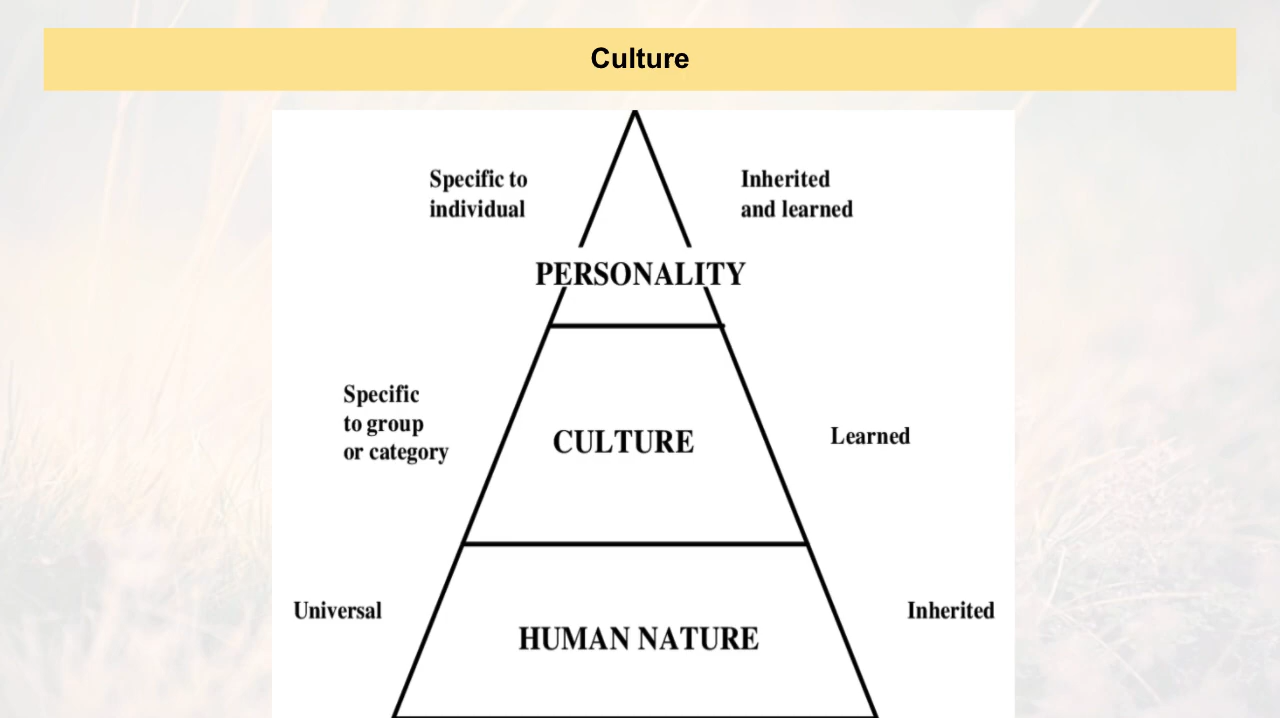 Culture
Specific to
individual
Inherited
and learned
PERSONALITY
Specific
to group
or category
CULTURE
Learned
Universal
HUMAN NATURE
Inherited